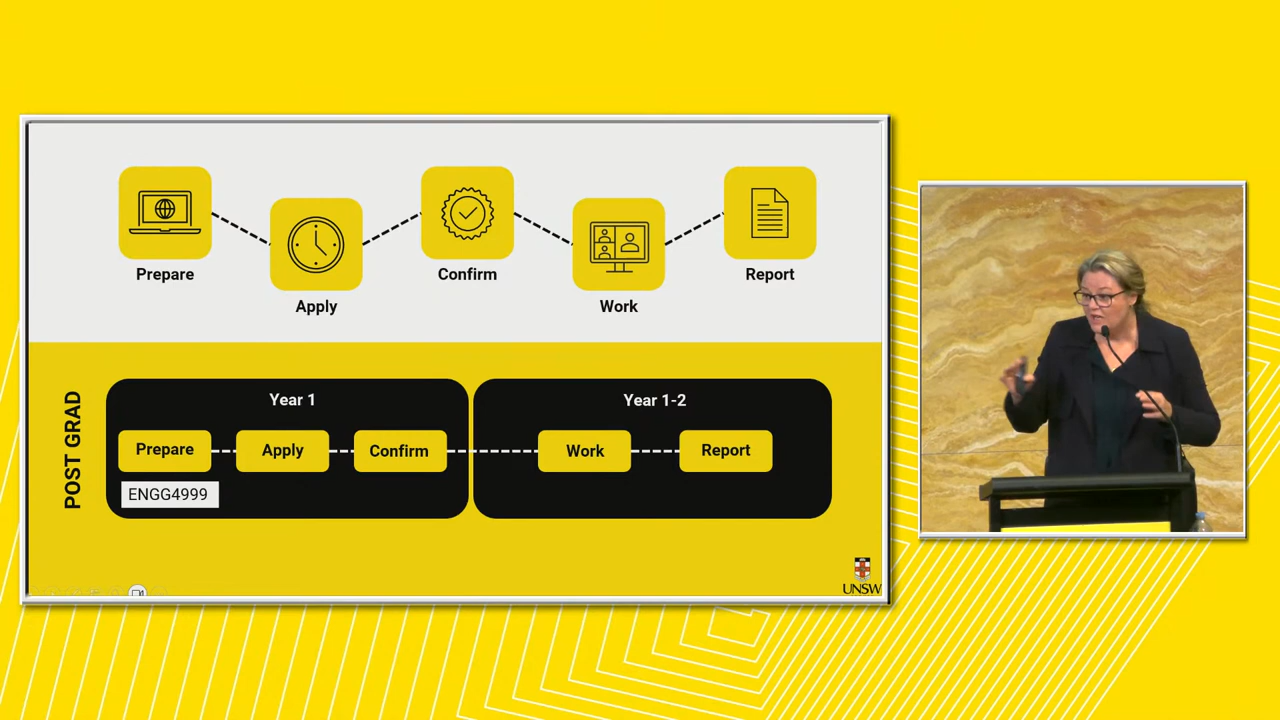 Prepare
Apply
Confirm
Work
Report
POST GRAD
Year 1
Prepare
Apply
Confirm
ENGG4999
Year 1-2
Work
Report
UNSW